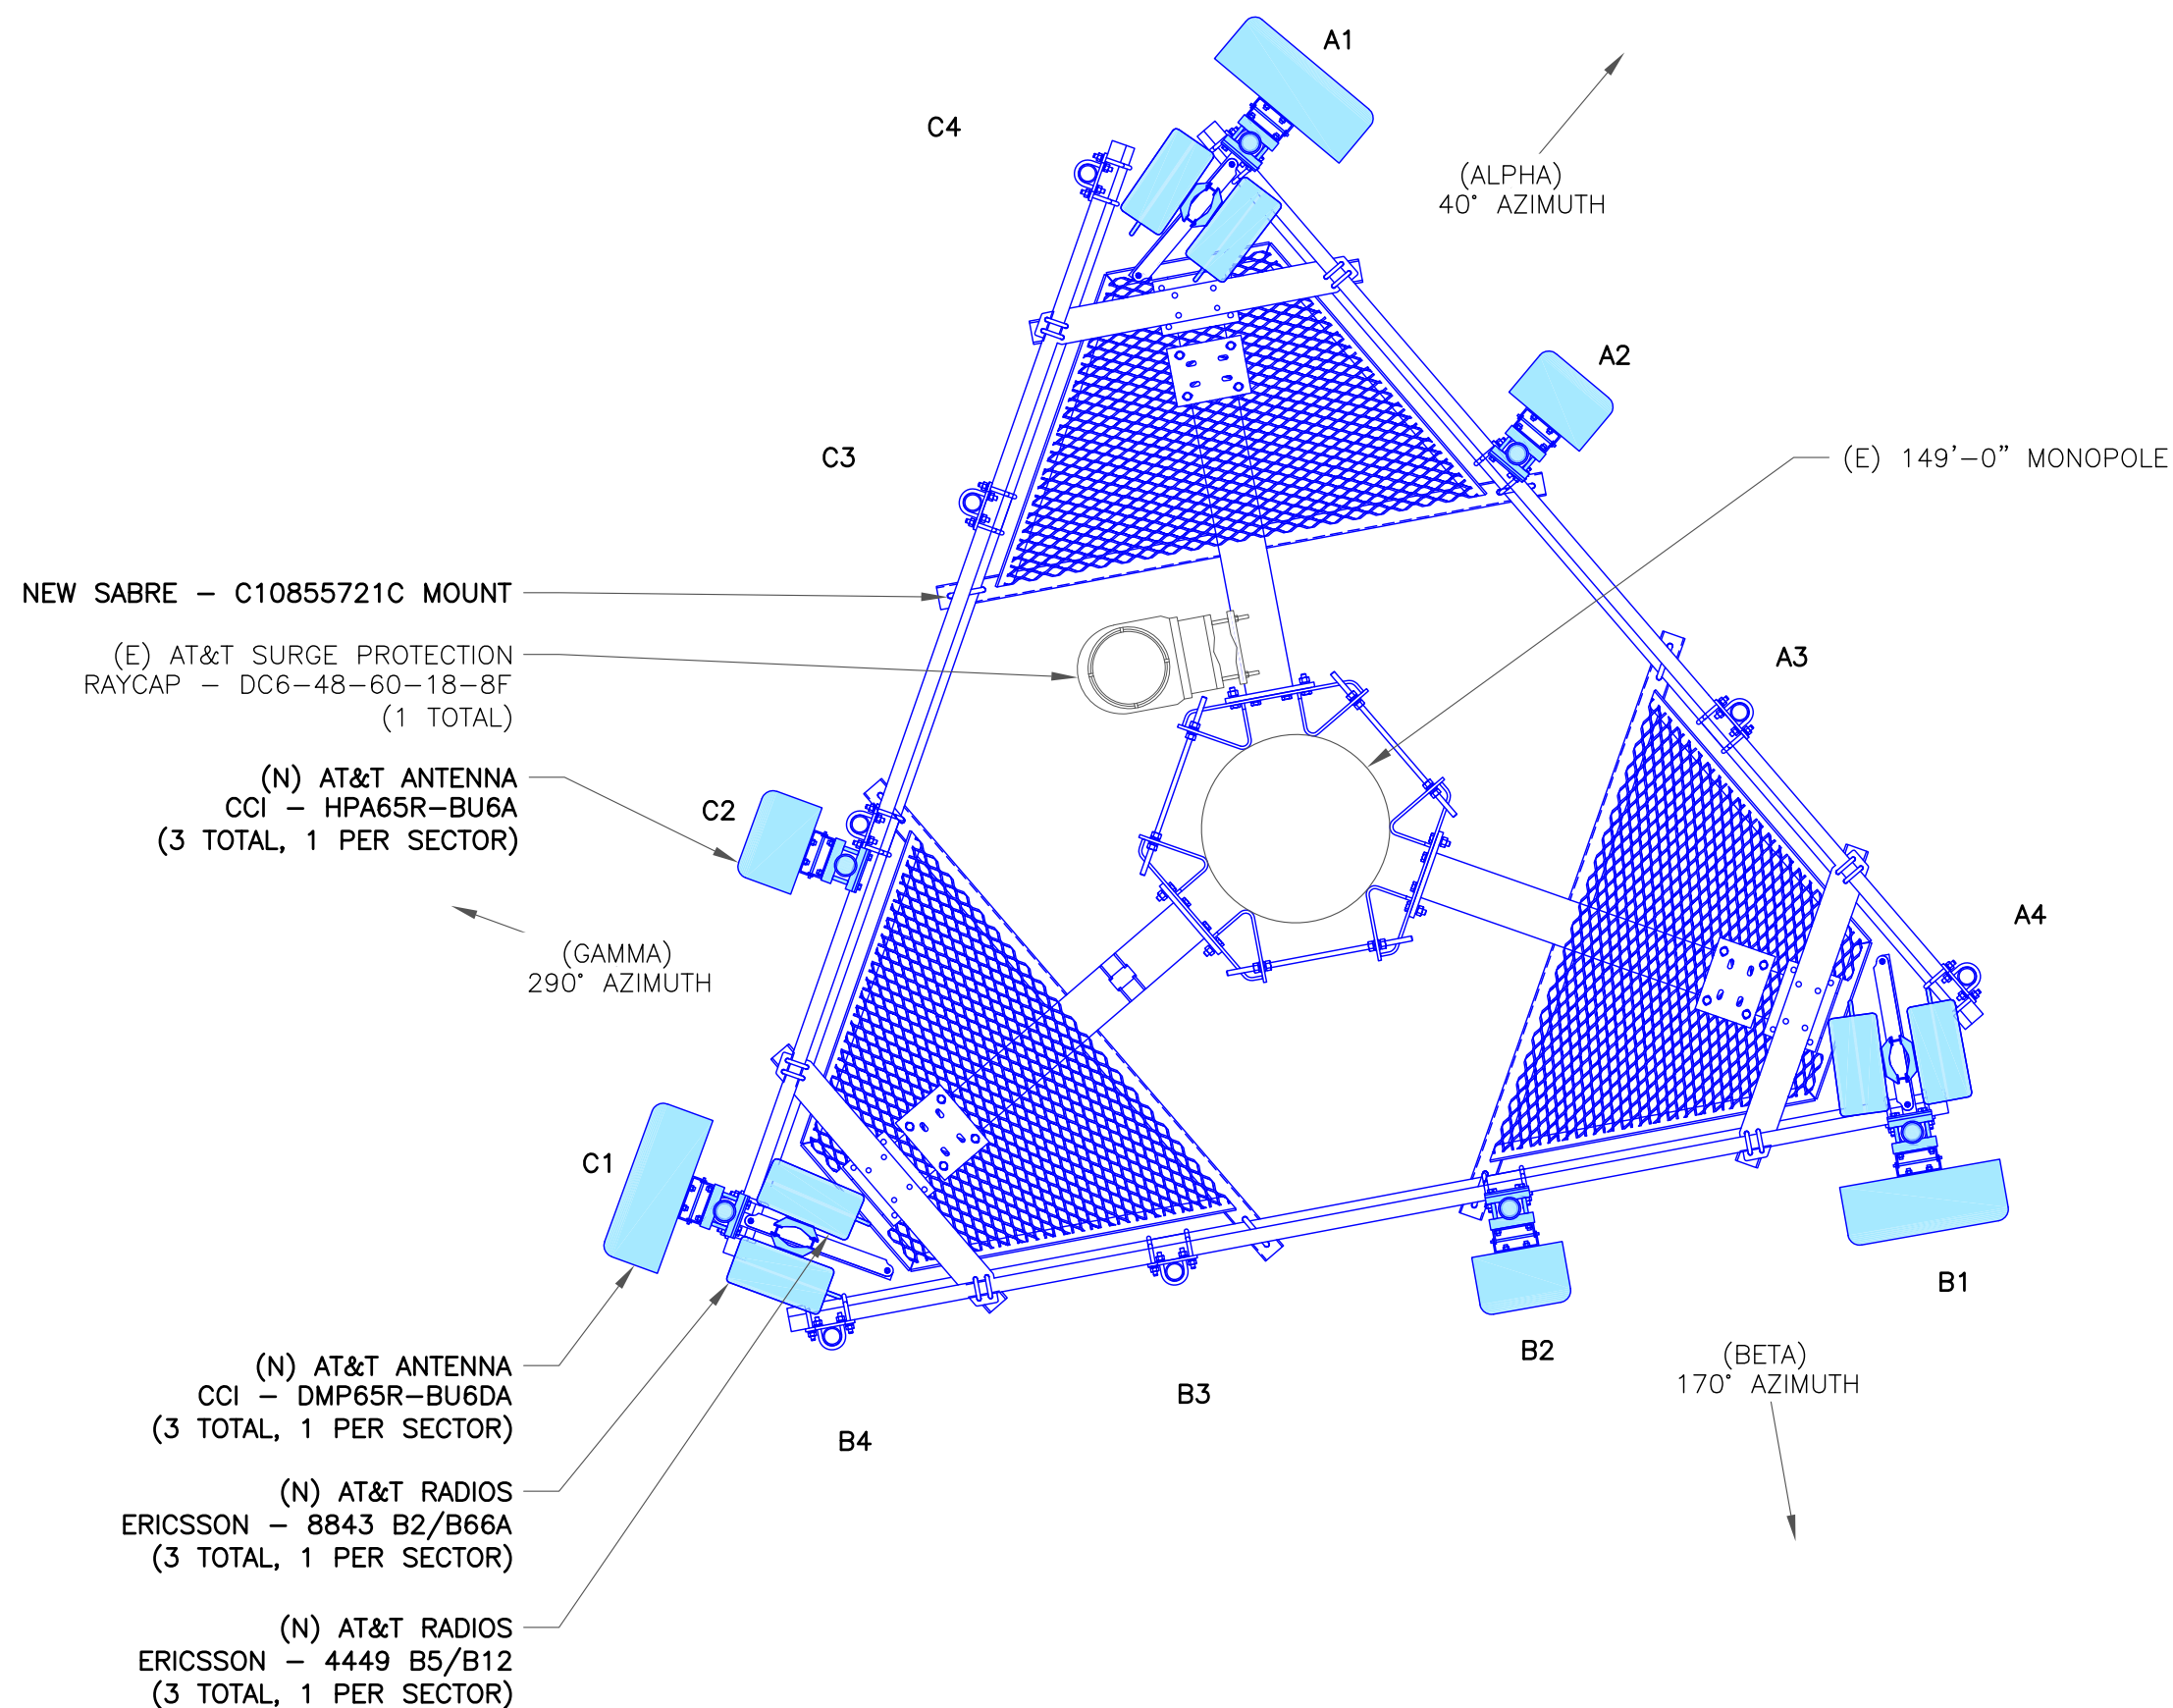 A1
C4
(ALPHA)
40° AZIMUTH
A2
C3
(E) 149'-0" MONOPOLE
NEW SABRE - C10855721C MOUNT
(E) AT&T SURGE PROTECTION
RAYCAP - DC6-48-60-18-8F
(1 TOTAL)
A3
(N) AT&T ANTENNA
CCI - HPA65R-BU6A
(3 TOTAL, 1 PER SECTOR)
C2
A4
(GAMMA)
290° AZIMUTH
C1
B1
B2
(BETA)
170° AZIMUTH
B3
B4
(N) AT&T ANTENNA
CCI - DMP65R-BU6DA
(3 TOTAL, 1 PER SECTOR)
(N) AT&T RADIOS
ERICSSON - 8843 B2/B66A
(3 TOTAL, 1 PER SECTOR)
(N) AT&T RADIOS
ERICSSON - 4449 B5/B12
(3 TOTAL, 1 PER SECTOR)